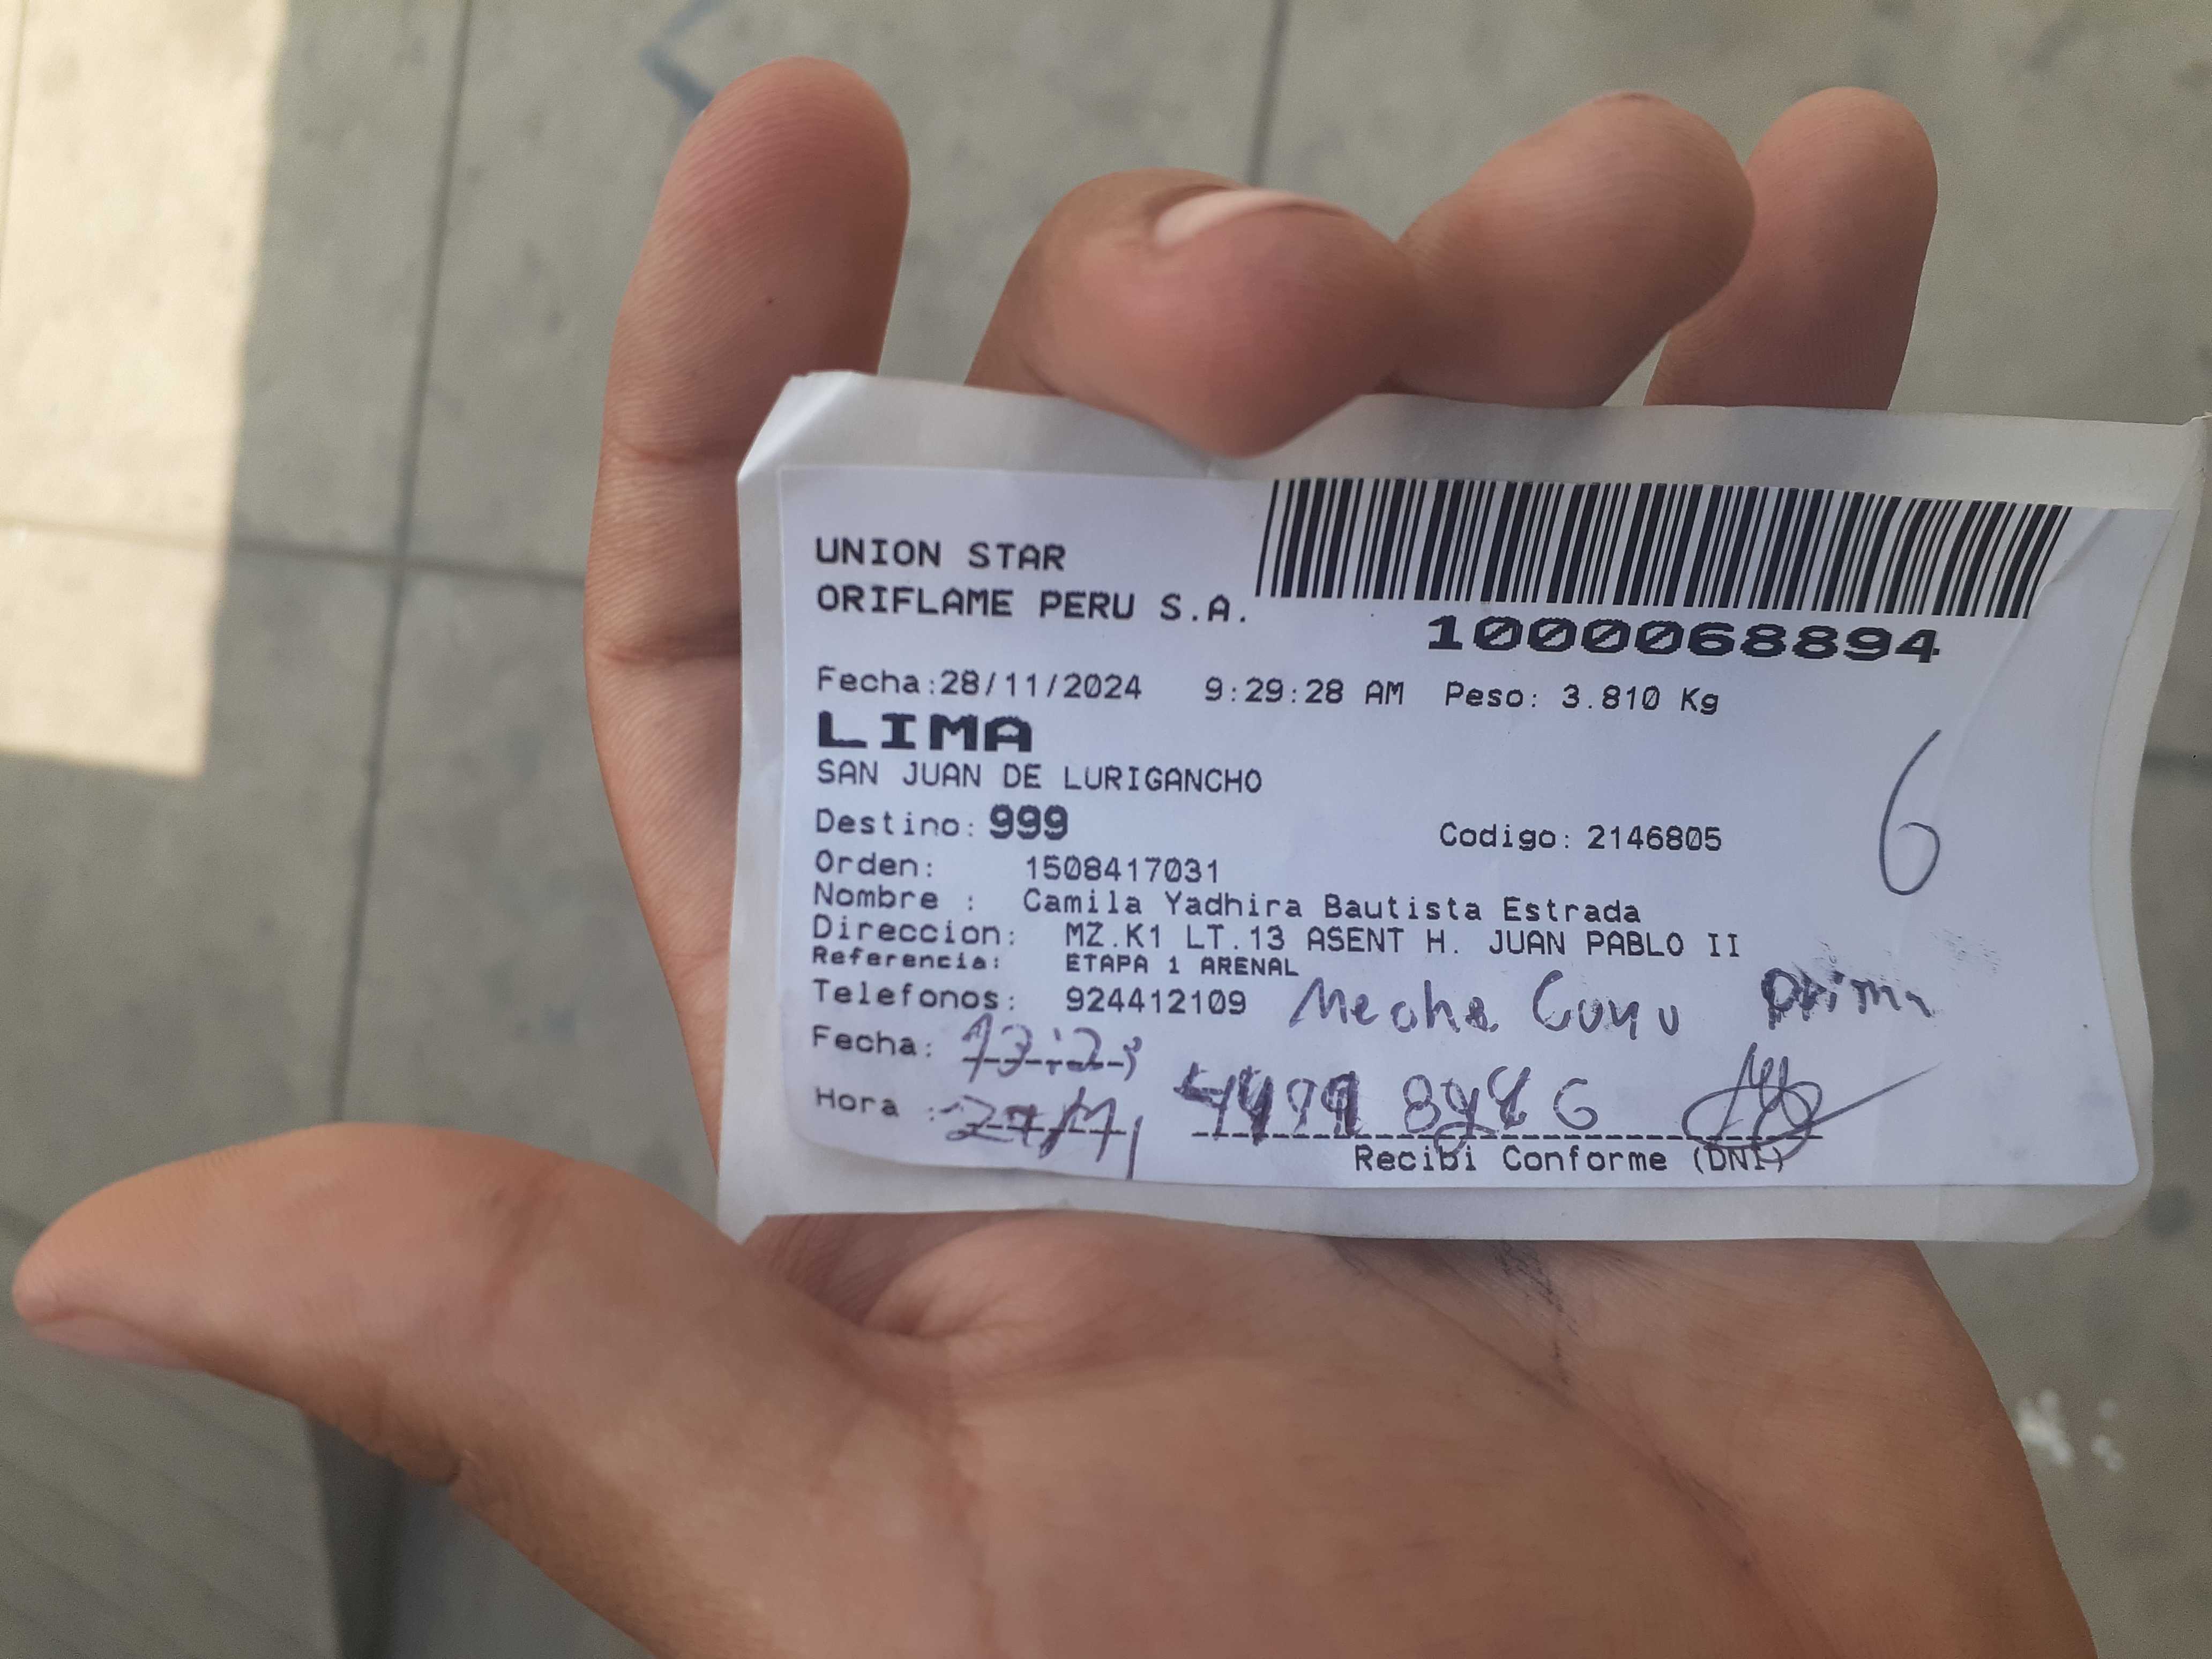 UNION STAR
ORIFLAME PERU S.A.
1000068894
Fecha:28/11/2024 9:29:28 AM Peso: 3.810 Kg
LIMA
SAN JUAN DE LURIGANCHO
6
Destino: 999 Codigo: 2146805
Orden: 1508417031
Nombre : Camila Yadhira Bautista Estrada
Direccion: MZ.K1 LT.13 ASENT H. JUAN PABLO II
Referencia: ETAPA 1 ARENAL
Telefonos: 924412109 prima
Fecha:
Hora :
Recibi Conforme (DNI)